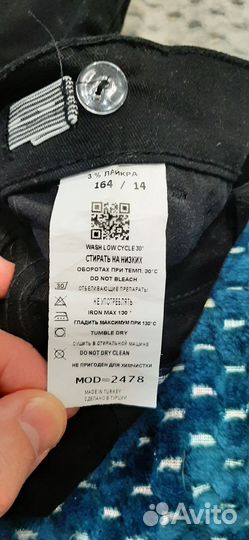 3 % ЛАЙКРА
164 / 14
WASH LOW CYCLE 30°
СТИРАТЬ НА НИЗКИХ
ОБОРОТАХ ПРИ ТЕМП. 30°C
DO NOT BLEACH
ОТБЕЛИВАЮЩИЕ ПРЕПАРАТЫ
НЕ УПОТРЕБЛЯТЬ
IRON MAX 130°
ГЛАДИТЬ МАКСИМУМ ПРИ 130°C
TUMBLE DRY
СУШИТЬ В СТИРАЛЬНОЙ МАШИНЕ
DO NOT DRY CLEAN
НЕ ПРИГОДЕН ДЛЯ ХИМЧИСТКИ
MOD=2478
MADE IN TURKEY
СДЕЛАНО В ТУРЦИИ
Avito